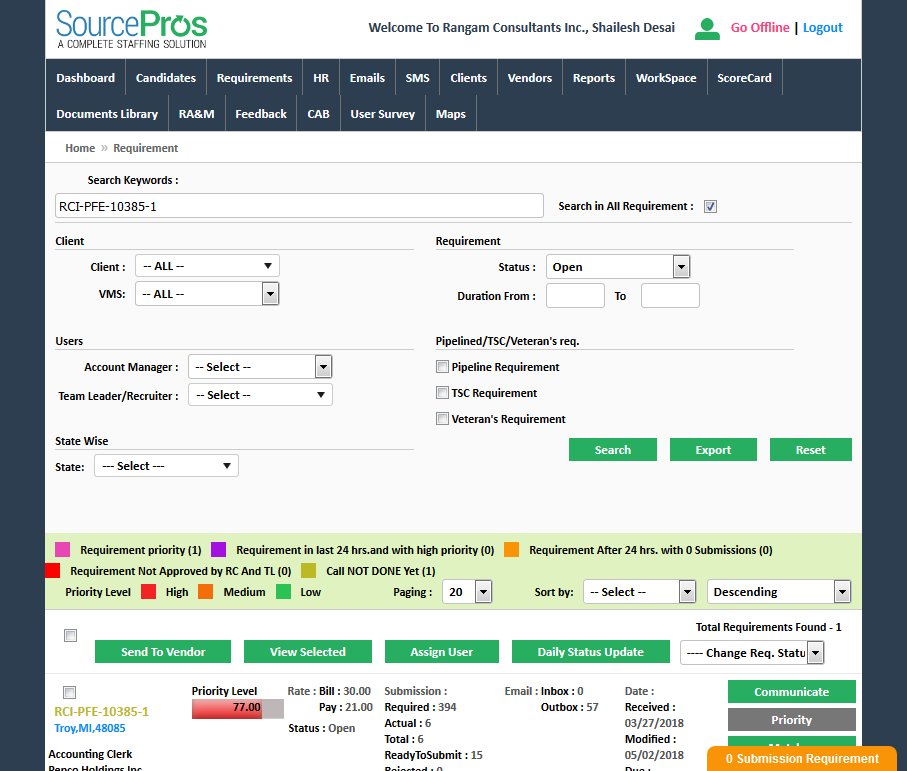 SourcePros
A COMPLETE STAFFING SOLUTION
Welcome To Rangam Consultants Inc., Shailesh Desai
Go Offline | Logout
Dashboard Candidates Requirements HR Emails SMS Clients Vendors Reports WorkSpace ScoreCard
Documents Library RA&M Feedback CAB User Survey Maps
Home » Requirement
Search Keywords :
RCI-PFE-10385-1 Search in All Requirement :
Client Requirement
Client : -- ALL -- Status : Open
VMS: -- ALL -- Duration From : To
Users Pipelined/TSC/Veteran's req.
Account Manager : -- Select -- Pipeline Requirement
Team Leader/Recruiter : -- Select -- TSC Requirement
Veteran's Requirement
State Wise Search Export Reset
State: --- Select ---
Requirement priority (1) Requirement in last 24 hrs.and with high priority (0) Requirement After 24 hrs. with 0 Submissions (0)
Requirement Not Approved by RC And TL (0) Call NOT DONE Yet (1)
Priority Level High Medium Low Paging : 20 Sort by: -- Select -- Descending
Total Requirements Found - 1
Send To Vendor View Selected Assign User Daily Status Update ---- Change Req. Statu
Priority Level Rate : Bill : 30.00 Submission : Email : Inbox : 0 Date : Communicate
RCI-PFE-10385-1 77.00 Pay : 21.00 Required : 394 Outbox : 57 Received :
Troy,MI,48085 Status : Open Actual : 6 03/27/2018 Priority
Total : 6 Modified :
Accounting Clerk ReadyToSubmit : 15 05/02/2018
0 Submission Requirement